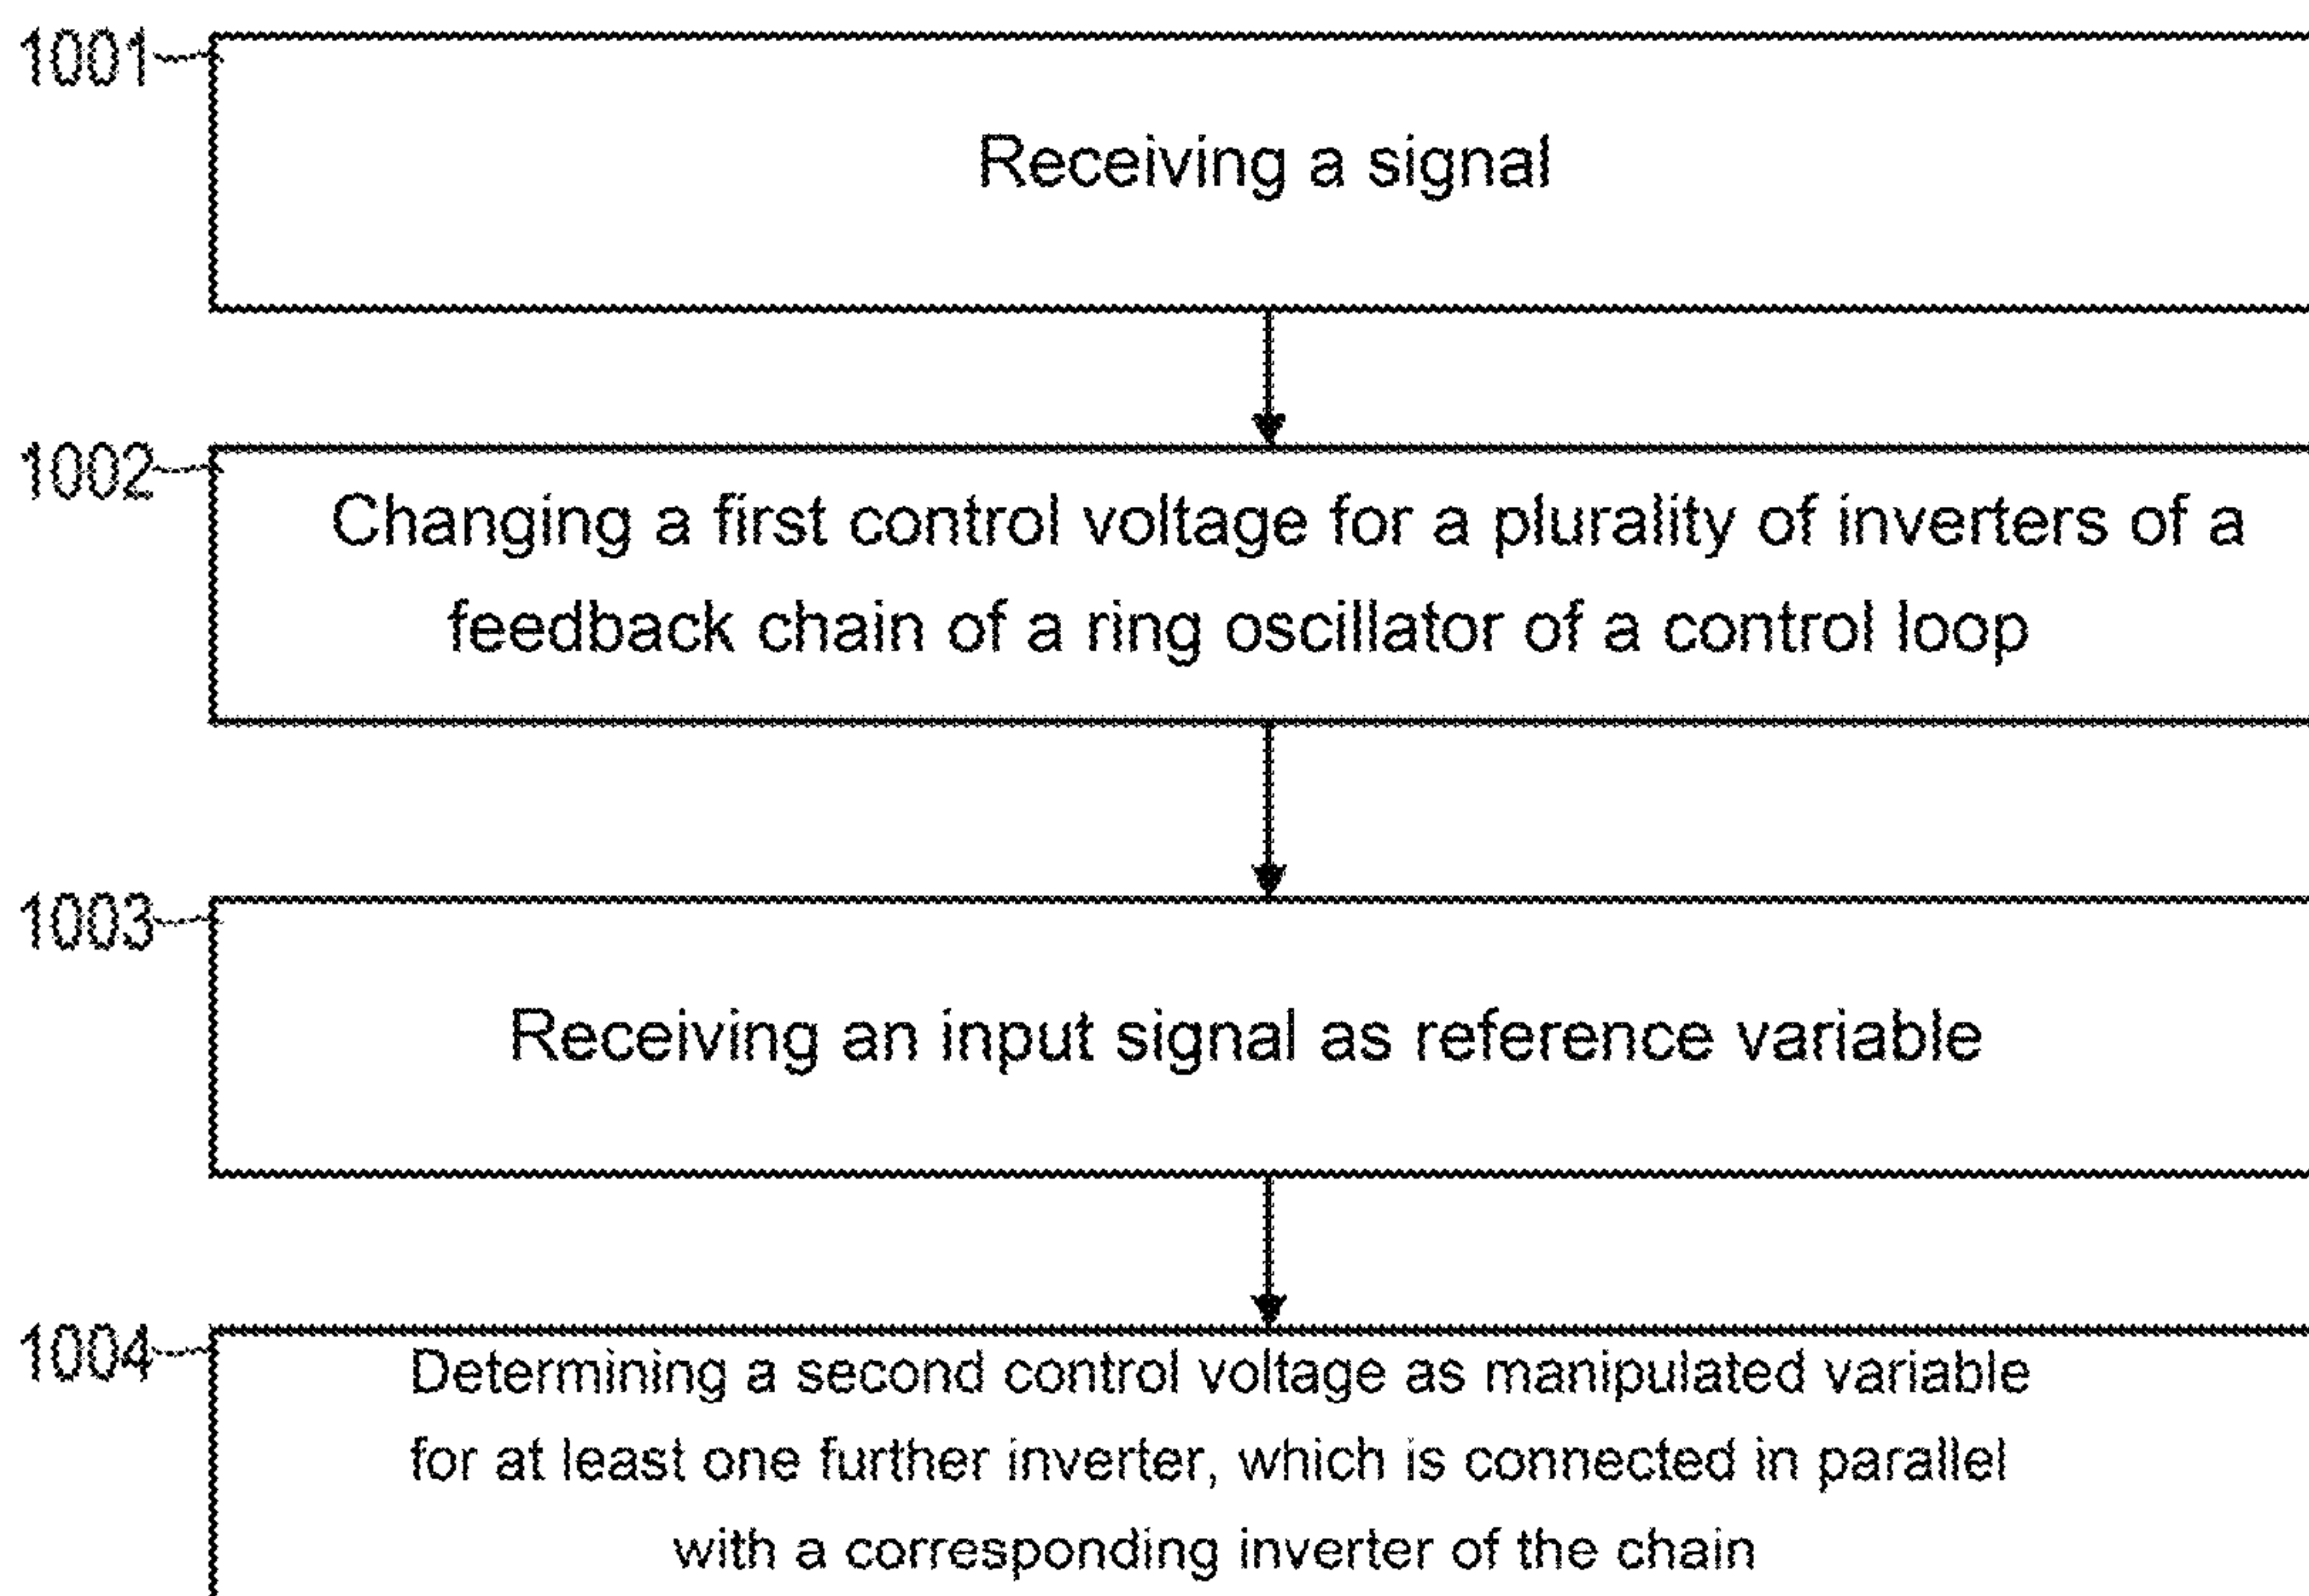 1001
Receiving a signal
1002
Changing a first control voltage for a plurality of inverters of a
feedback chain of a ring oscillator of a control loop
1003
Receiving an input signal as reference variable
1004
Determining a second control voltage as manipulated variable
for at least one further inverter, which is connected in parallel
with a corresponding inverter of the chain